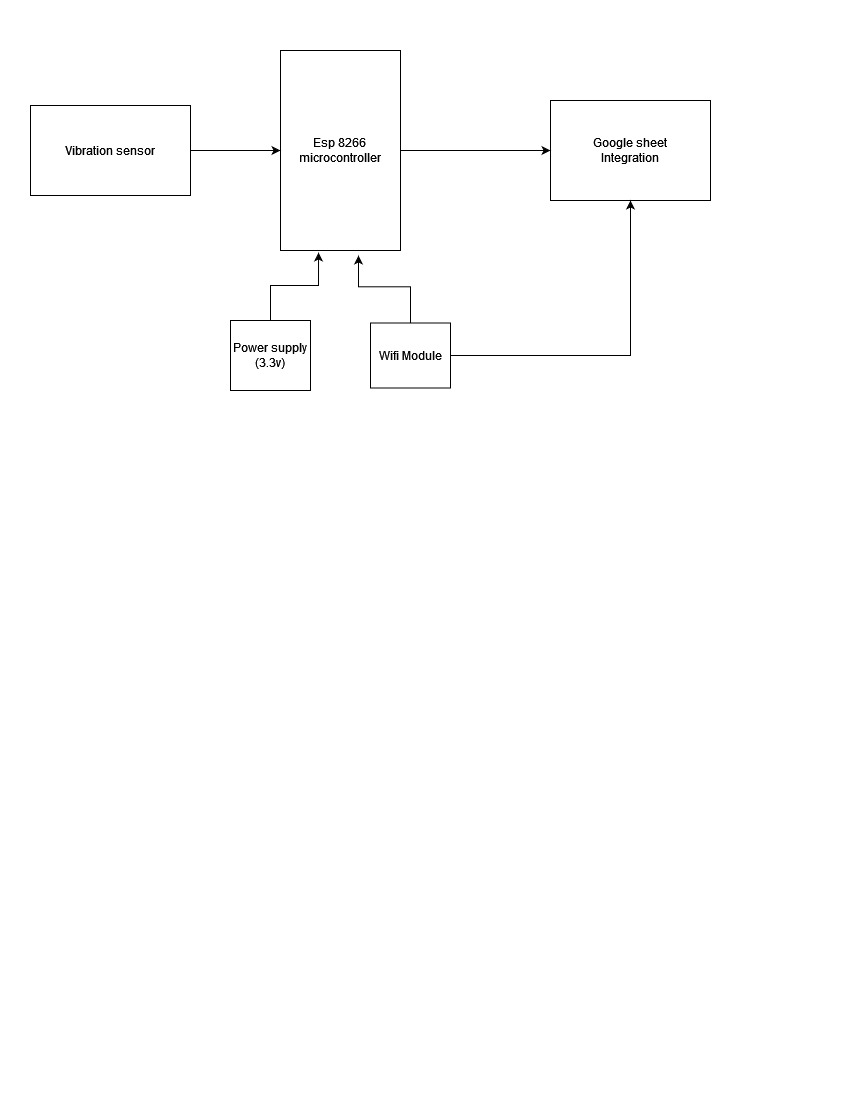 Vibration sensor
Esp 8266
microcontroller
Google sheet
Integration
Power supply
(3.3v)
Wifi Module